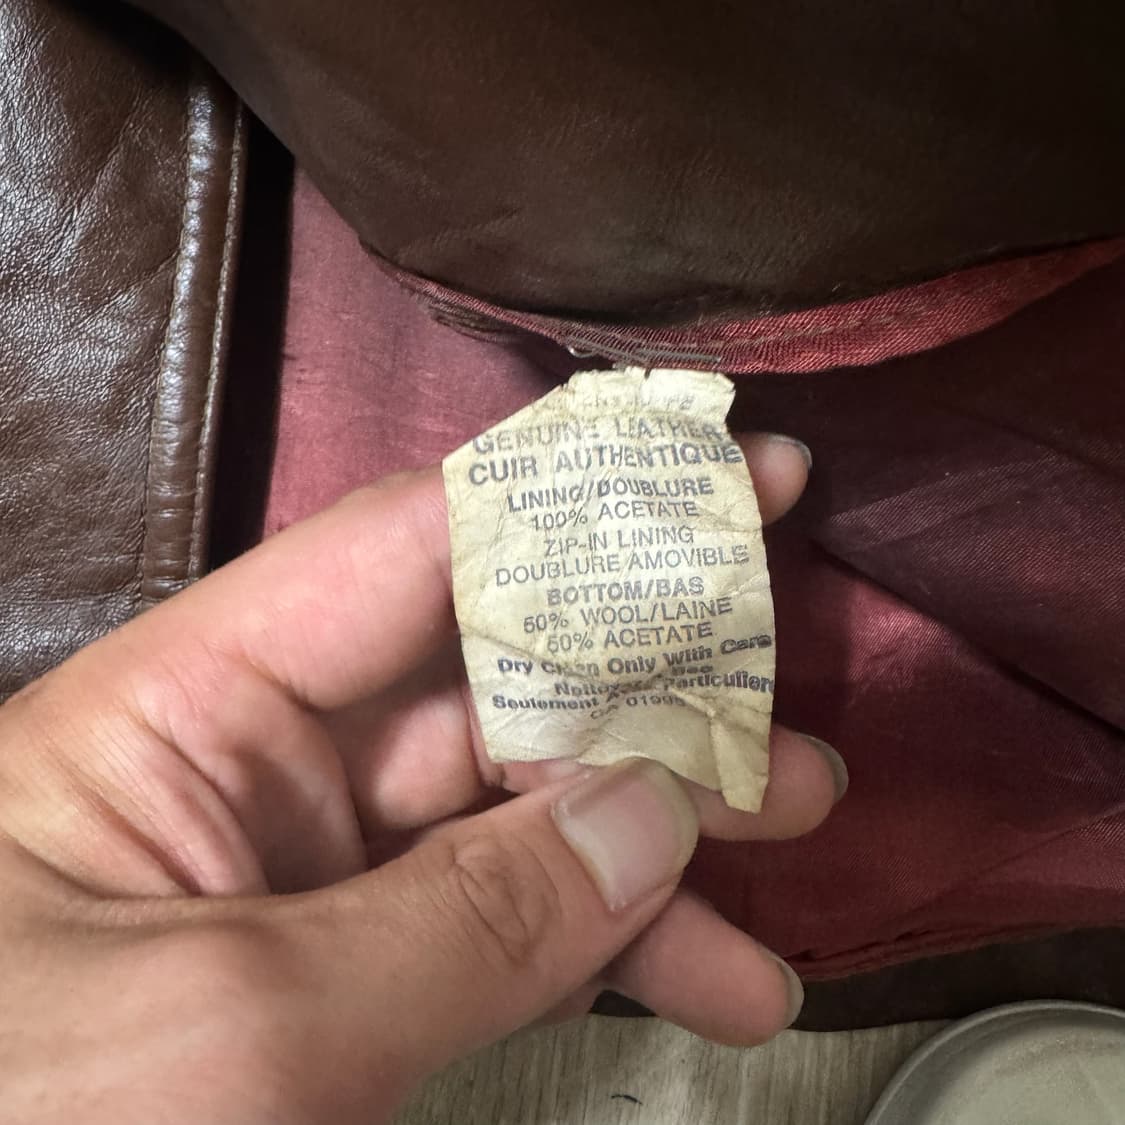 GENUINE LEATHER
CUIR AUTHENTIQUE
LINING/DOUBLURE
100% ACETATE
ZIP-IN LINING
DOUBLURE AMOVIBLE
BOTTOM/BAS
50% WOOL/LAINE
50% ACETATE
Dry Clean Only With Care
Particuliere
Seulement